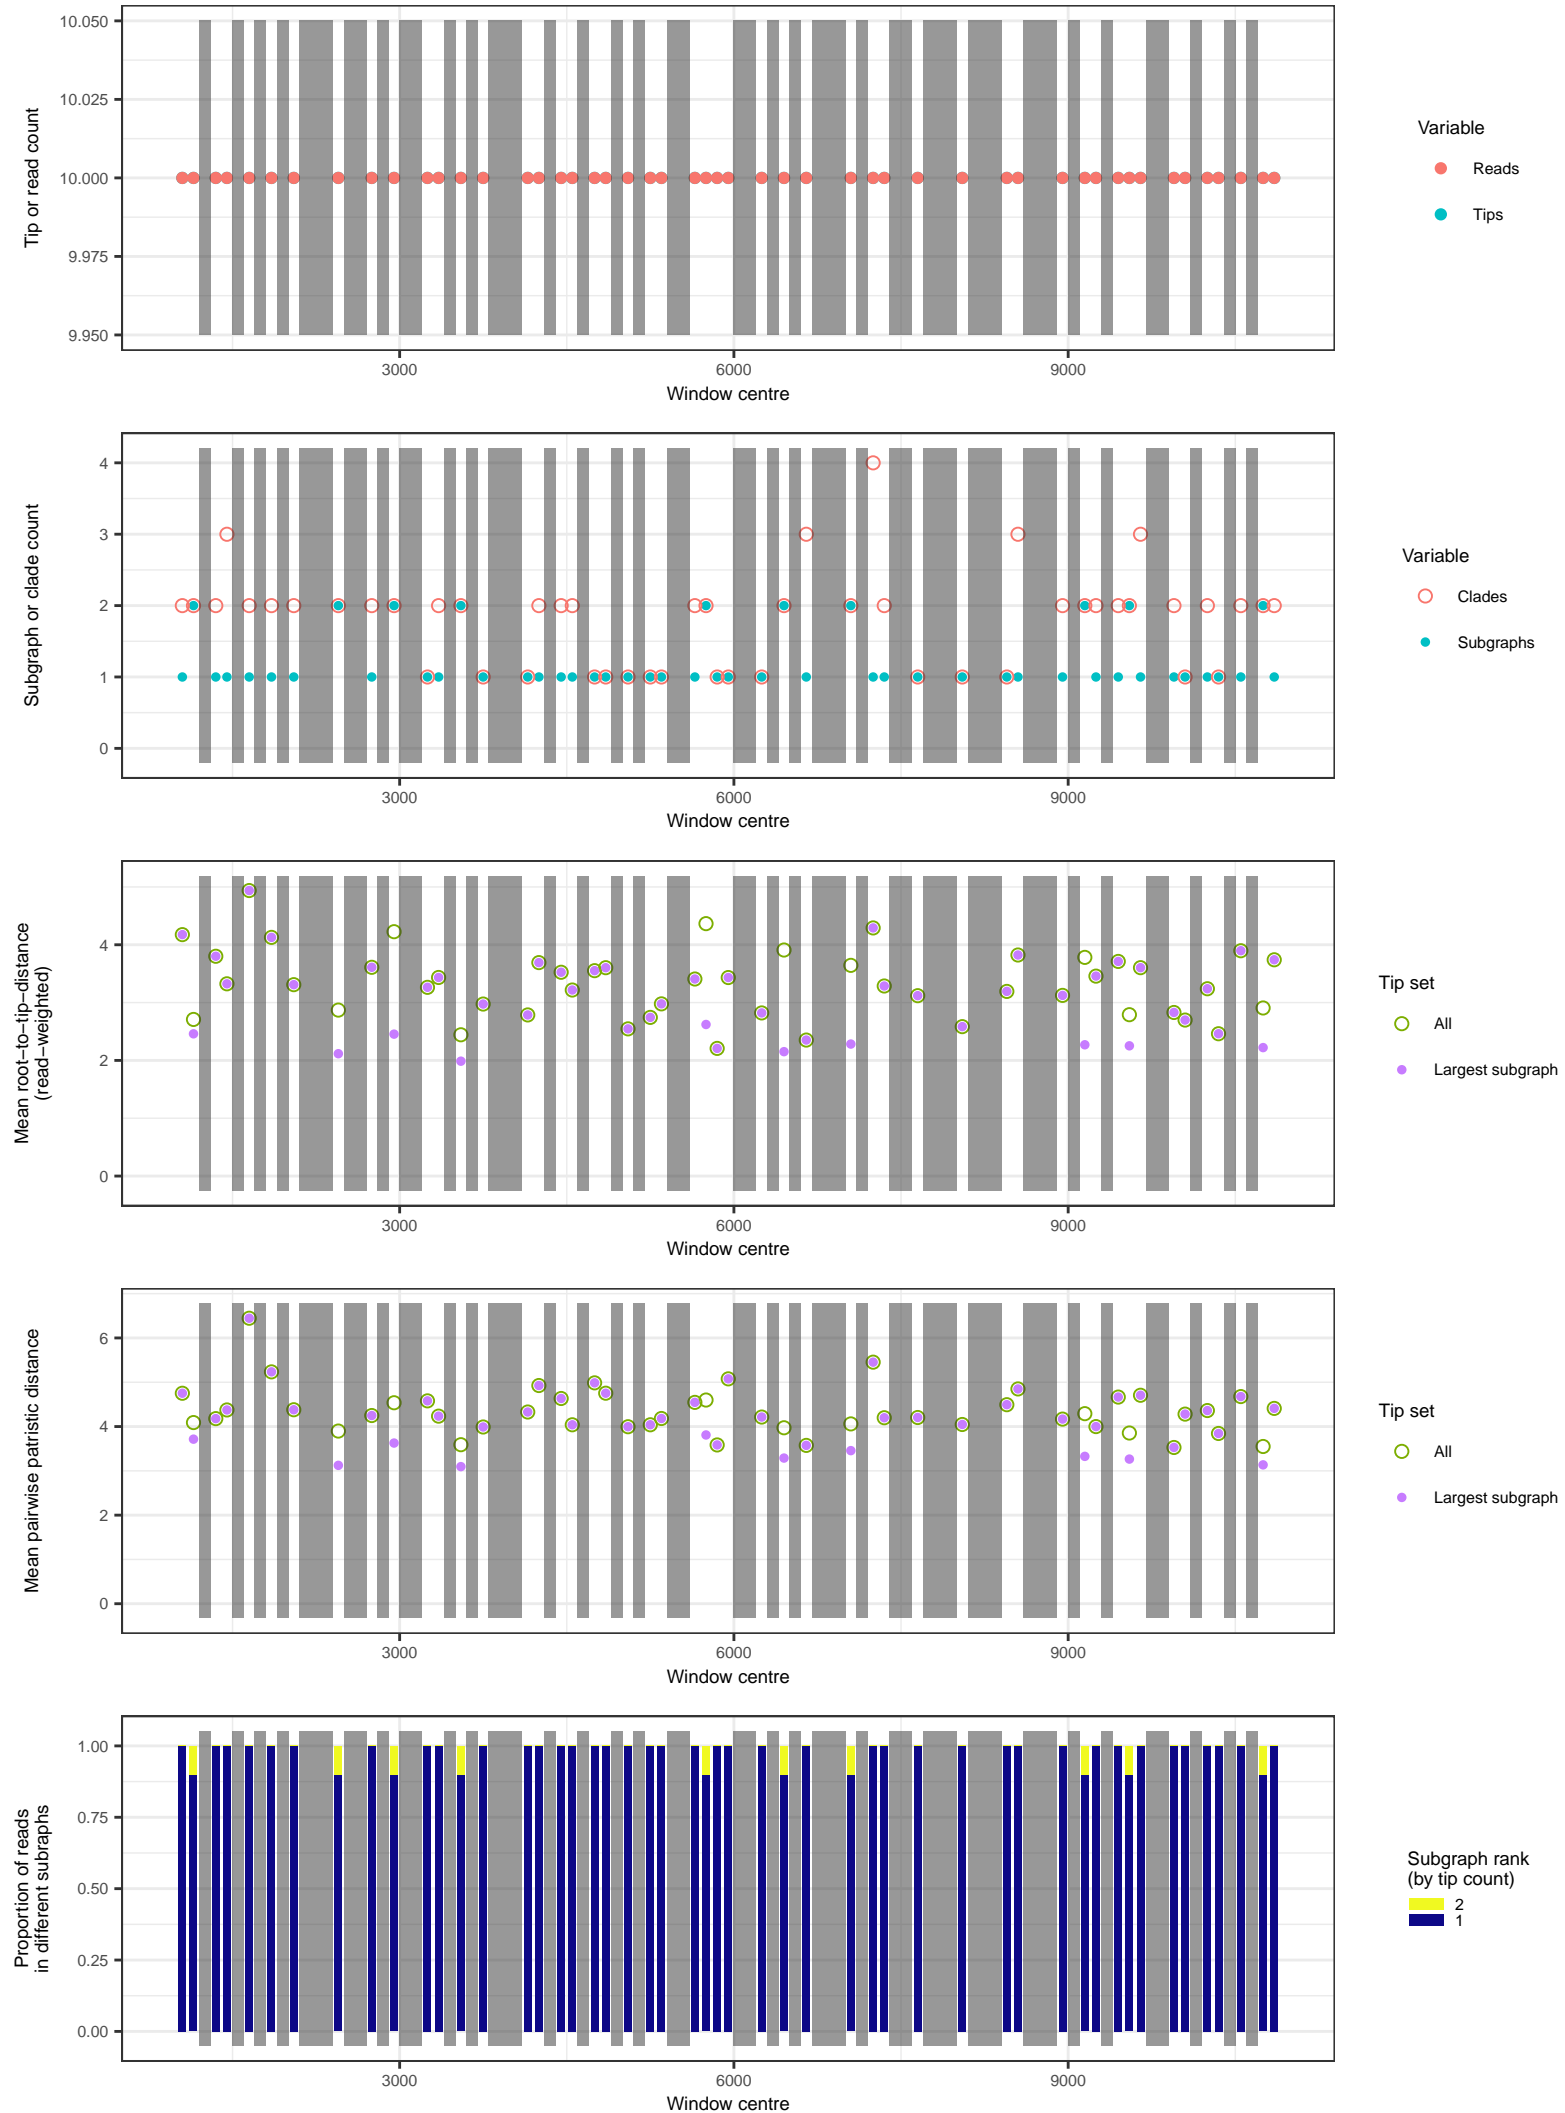 10.050
10.025
10.000
9.975
9.950
Tip or read count
3000
6000
9000
Window centre
Variable
Reads
Tips
4
3
2
1
0
Subgraph or clade count
3000
6000
9000
Window centre
Variable
Clades
Subgraphs
4
2
0
Mean root−to−tip−distance
(read−weighted)
3000
6000
9000
Window centre
Tip set
All
Largest subgraph
6
4
2
0
Mean pairwise patristic distance
3000
6000
9000
Window centre
Tip set
All
Largest subgraph
1.00
0.75
0.50
0.25
0.00
Proportion of reads
in different subraphs
3000
6000
9000
Window centre
Subgraph rank
(by tip count)
2
1